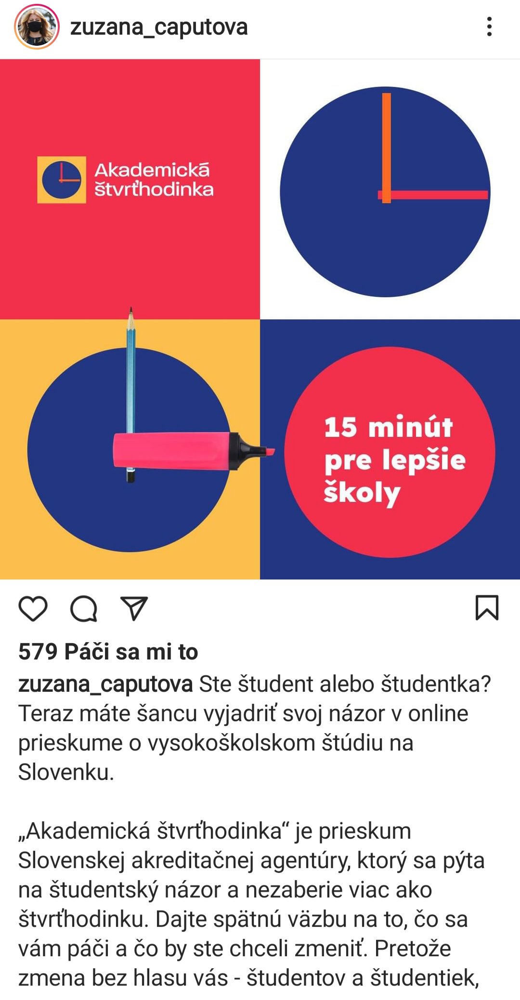 zuzana_caputova
Akademická
štvrťhodinka
15 minút
pre lepšie
školy
579 Páči sa mi to
zuzana_caputova Ste študent alebo študentka?
Teraz máte šancu vyjadriť svoj názor v online
prieskume o vysokoškolskom štúdiu na
Slovenku.
„Akademická štvrťhodinka“ je prieskum
Slovenskej akreditačnej agentúry, ktorý sa pýta
na študentský názor a nezaberie viac ako
štvrťhodinku. Dajte spätnú väzbu na to, čo sa
vám páči a čo by ste chceli zmeniť. Pretože
zmena bez hlasu vás - študentov a študentiek,